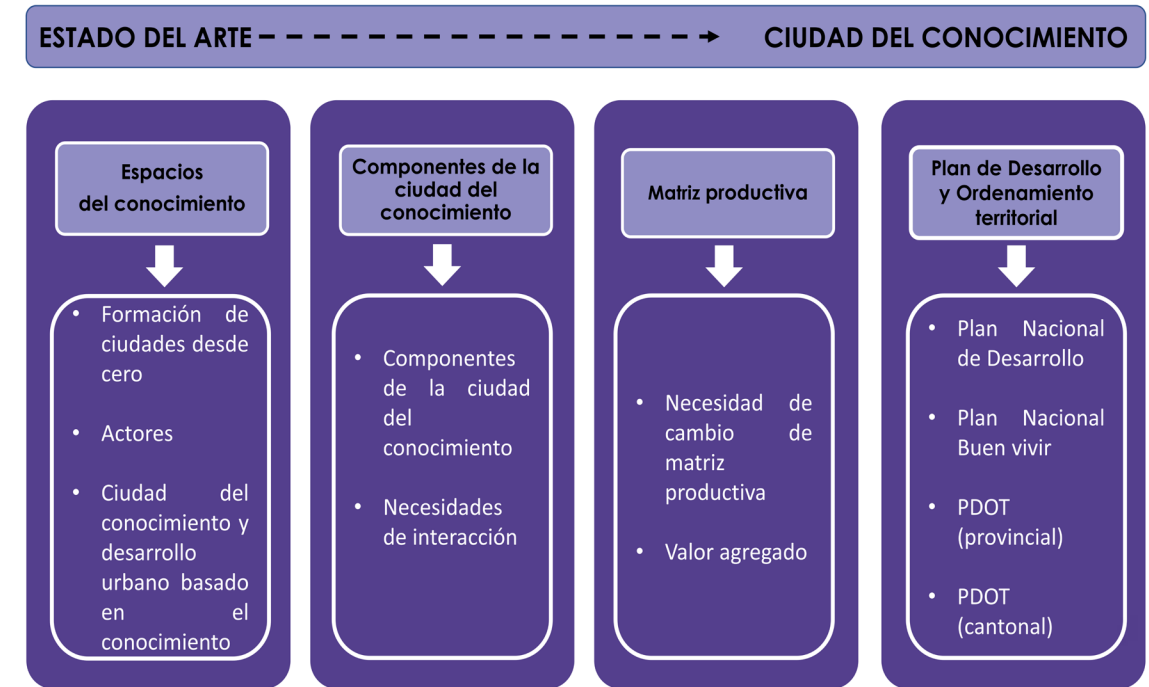 ESTADO DEL ARTE
CIUDAD DEL CONOCIMIENTO
Espacios
del conocimiento
• Formación de
ciudades desde
cero
• Actores
• Ciudad del
conocimiento y
desarrollo
urbano basado
en el
conocimiento
Componentes de la
ciudad del
conocimiento
• Componentes
de la ciudad
del
conocimiento
• Necesidades
de interacción
Matriz productiva
• Necesidad de
cambio de
matriz
productiva
• Valor agregado
Plan de Desarrollo
y Ordenamiento
territorial
• Plan Nacional
de Desarrollo
• Plan Nacional
Buen vivir
• PDOT
(provincial)
• PDOT
(cantonal)